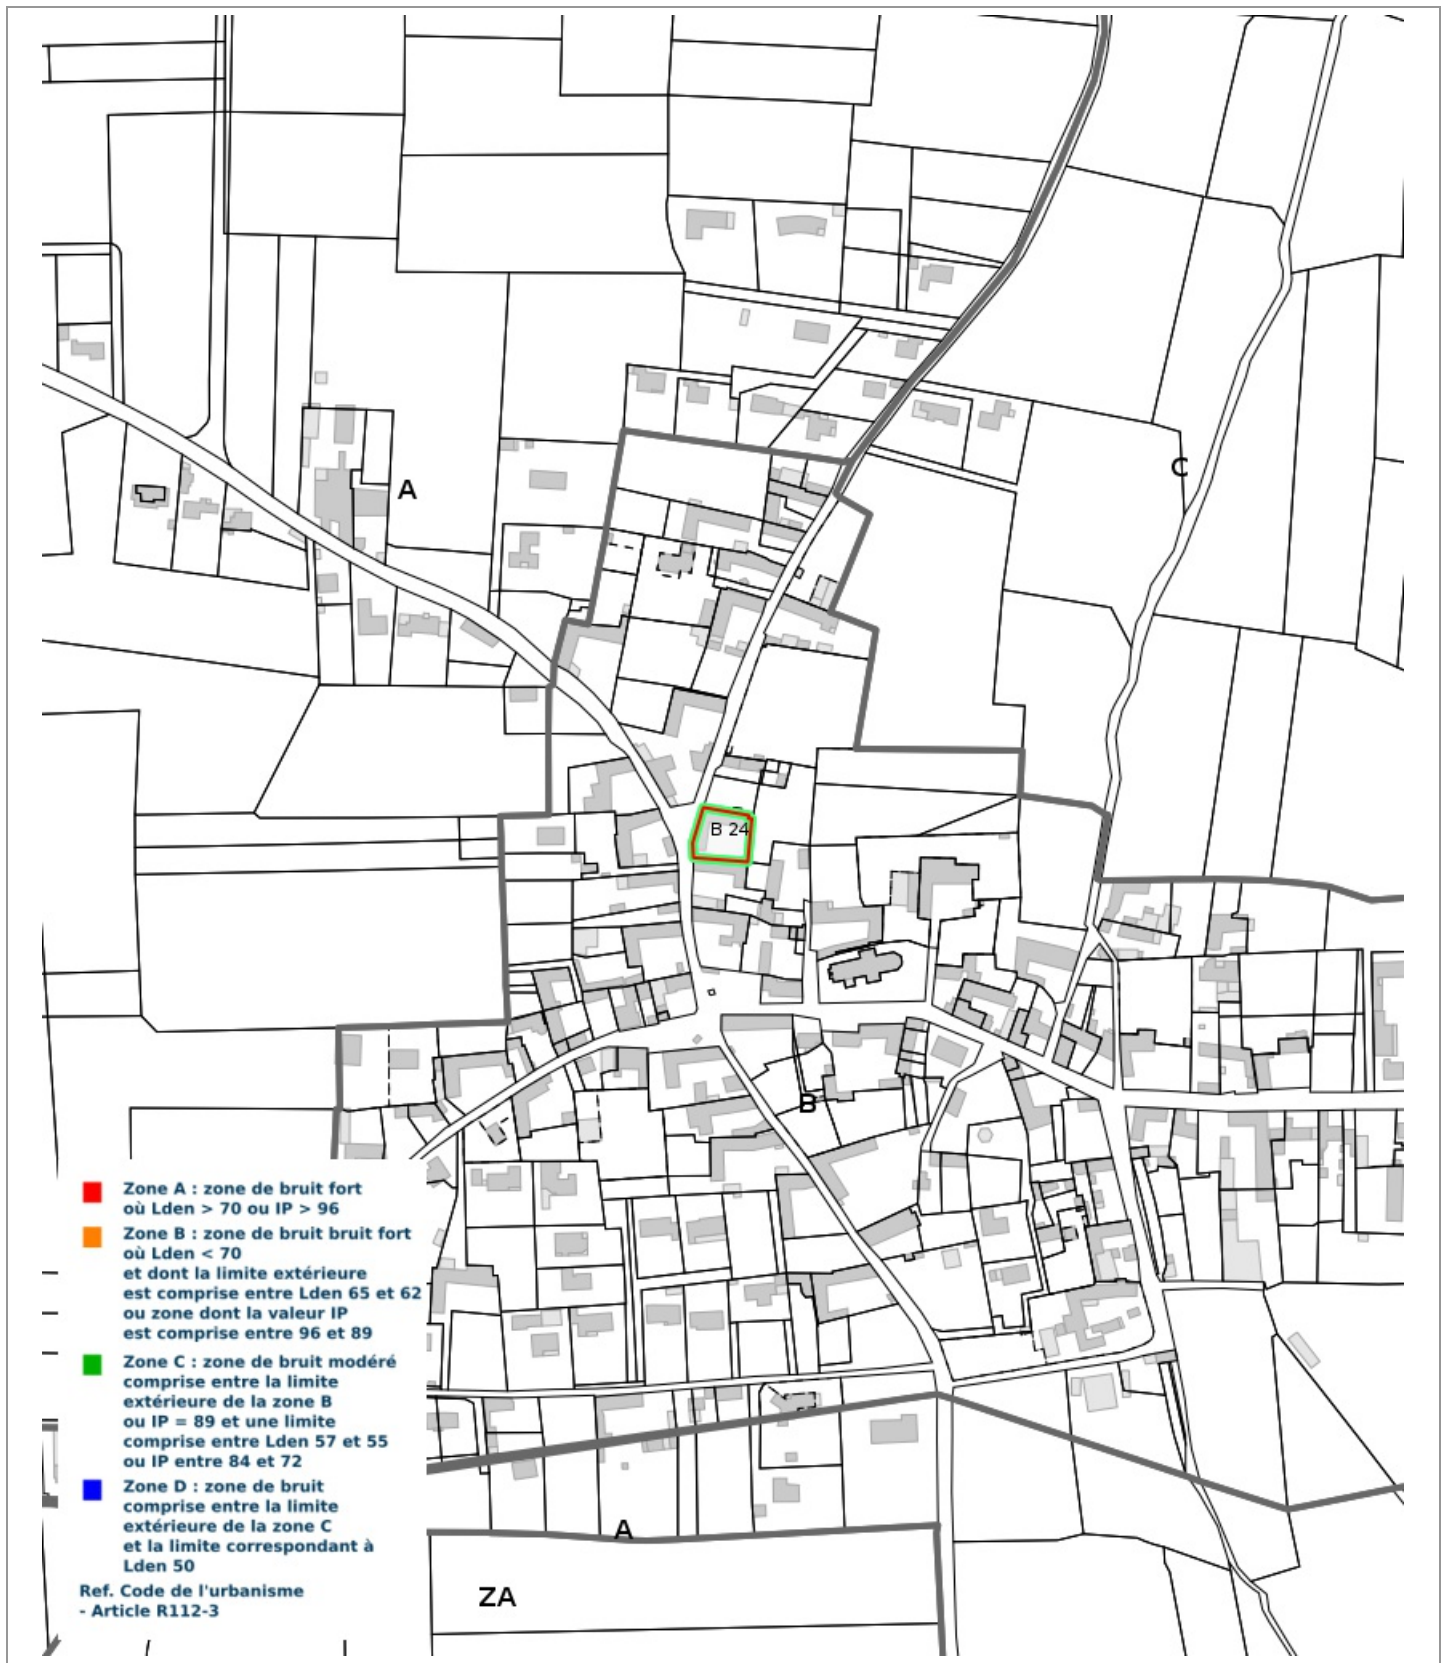 C
A
B 24
B
Zone A : zone de bruit fort
où Lden > 70 ou IP > 96
Zone B : zone de bruit bruit fort
où Lden < 70
et dont la limite extérieure
est comprise entre Lden 65 et 62
ou zone dont la valeur IP
est comprise entre 96 et 89
Zone C : zone de bruit modéré
comprise entre la limite
extérieure de la zone B
ou IP = 89 et une limite
comprise entre Lden 57 et 55
ou IP entre 84 et 72
Zone D : zone de bruit
comprise entre la limite
extérieure de la zone C
et la limite correspondant à
Lden 50
Ref. Code de l'urbanisme
- Article R112-3
A
ZA